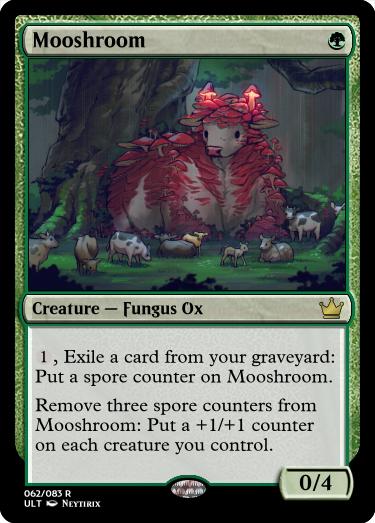 Mooshroom
Creature — Fungus Ox
1 , Exile a card from your graveyard:
Put a spore counter on Mooshroom.
Remove three spore counters from
Mooshroom: Put a +1/+1 counter
on each creature you control.
0/4
062/083 R
ULT Neytirix